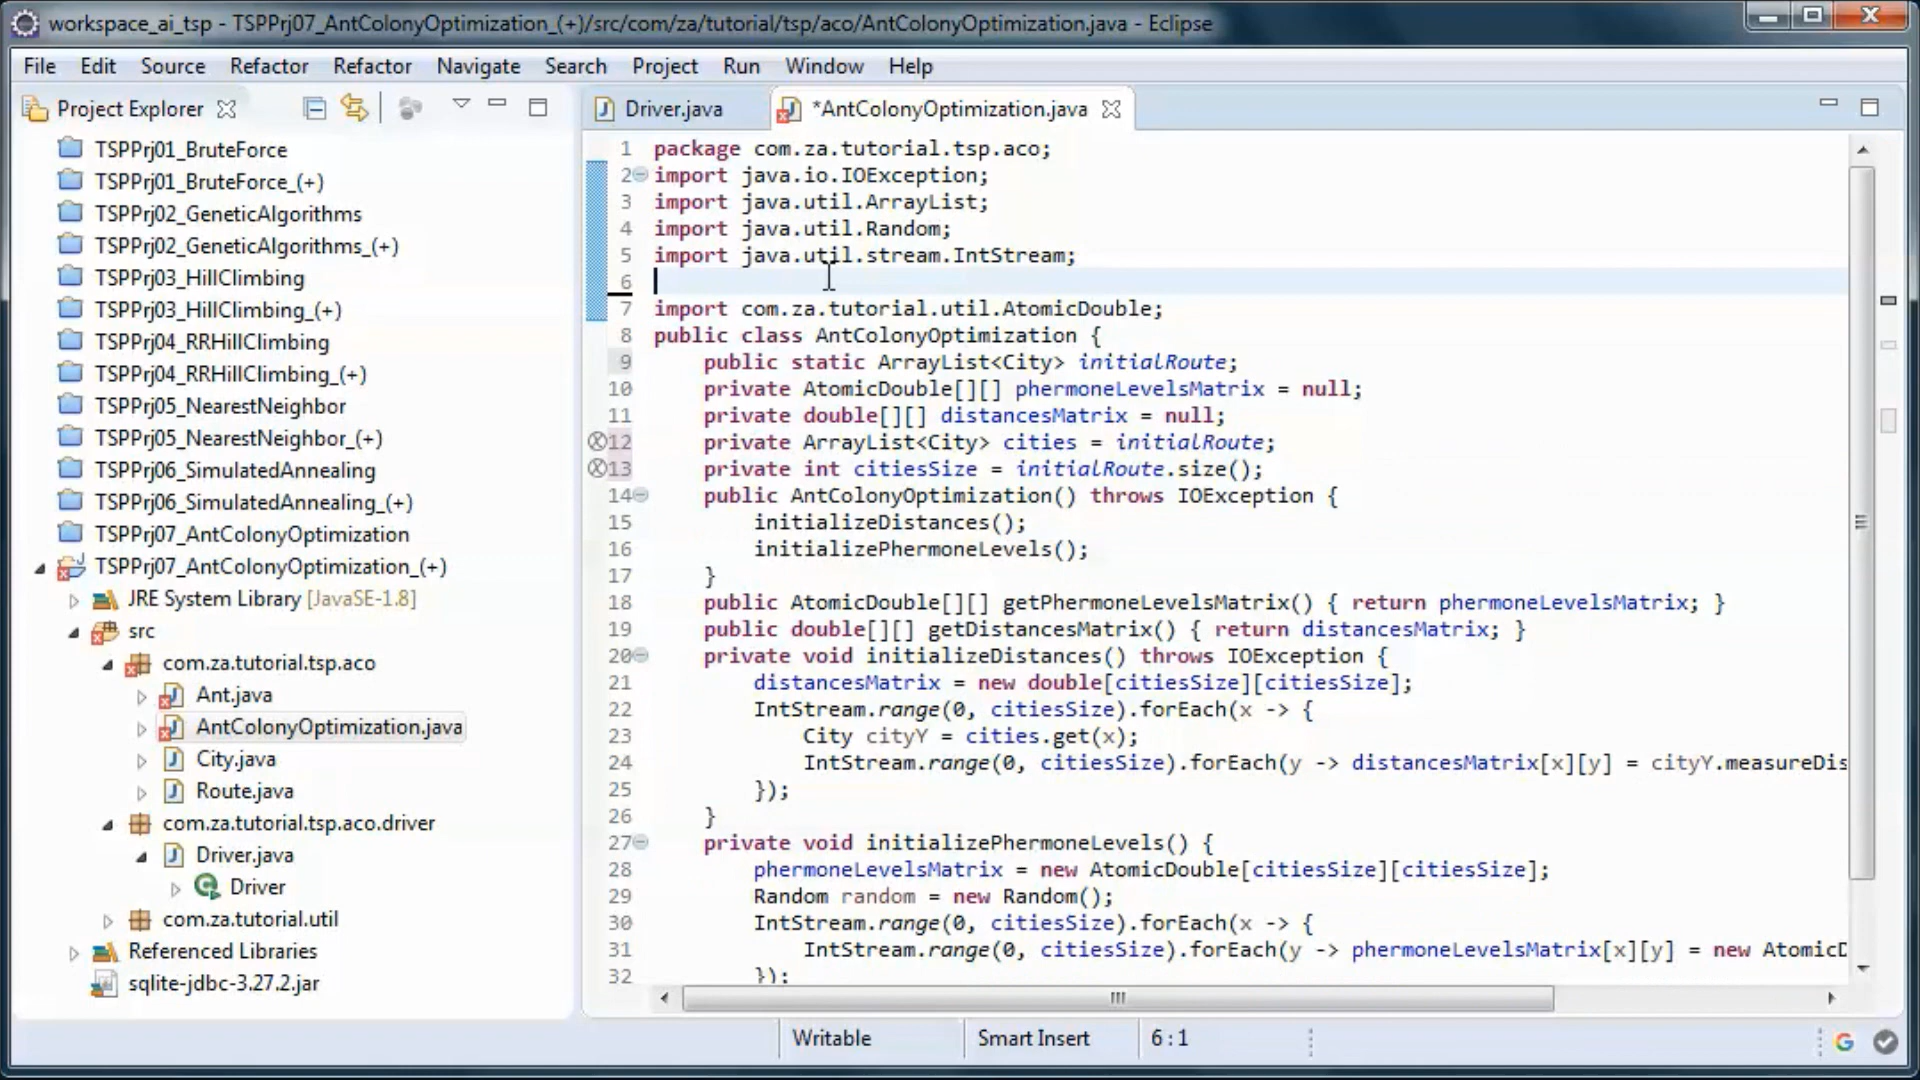 workspace_ai_tsp - TSPPrj07_AntColonyOptimization_(+)/src/com/za/tutorial/tsp/aco/AntColonyOptimization.java - Eclipse
File Edit Source Refactor Refactor Navigate Search Project Run Window Help
Project Explorer
TSPPrj01_BruteForce
TSPPrj01_BruteForce_(+)
TSPPrj02_GeneticAlgorithms
TSPPrj02_GeneticAlgorithms_(+)
TSPPrj03_HillClimbing
TSPPrj03_HillClimbing_(+)
TSPPrj04_RRHillClimbing
TSPPrj04_RRHillClimbing_(+)
TSPPrj05_NearestNeighbor
TSPPrj05_NearestNeighbor_(+)
TSPPrj06_SimulatedAnnealing
TSPPrj06_SimulatedAnnealing_(+)
TSPPrj07_AntColonyOptimization
TSPPrj07_AntColonyOptimization_(+)
JRE System Library [JavaSE-1.8]
src
com.za.tutorial.tsp.aco
Ant.java
AntColonyOptimization.java
City.java
Route.java
com.za.tutorial.tsp.aco.driver
Driver.java
Driver
com.za.tutorial.util
Referenced Libraries
sqlite-jdbc-3.27.2.jar
Driver.java *AntColonyOptimization.java
1 package com.za.tutorial.tsp.aco;
2 import java.io.IOException;
3 import java.util.ArrayList;
4 import java.util.Random;
5 import java.util.stream.IntStream;
6
7 import com.za.tutorial.util.AtomicDouble;
8 public class AntColonyOptimization {
9 public static ArrayList<City> initialRoute;
10 private AtomicDouble[][] phermoneLevelsMatrix = null;
11 private double[][] distancesMatrix = null;
12 private ArrayList<City> cities = initialRoute;
13 private int citiesSize = initialRoute.size();
14 public AntColonyOptimization() throws IOException {
15 initializeDistances();
16 initializePhermoneLevels();
17 }
18 public AtomicDouble[][] getPhermoneLevelsMatrix() { return phermoneLevelsMatrix; }
19 public double[][] getDistancesMatrix() { return distancesMatrix; }
20 private void initializeDistances() throws IOException {
21 distancesMatrix = new double[citiesSize][citiesSize];
22 IntStream.range(0, citiesSize).forEach(x -> {
23 City cityY = cities.get(x);
24 IntStream.range(0, citiesSize).forEach(y -> distancesMatrix[x][y] = cityY.measureDis
25 });
26 }
27 private void initializePhermoneLevels() {
28 phermoneLevelsMatrix = new AtomicDouble[citiesSize][citiesSize];
29 Random random = new Random();
30 IntStream.range(0, citiesSize).forEach(x -> {
31 IntStream.range(0, citiesSize).forEach(y -> phermoneLevelsMatrix[x][y] = new AtomicD
32 });
Writable Smart Insert 6 : 1